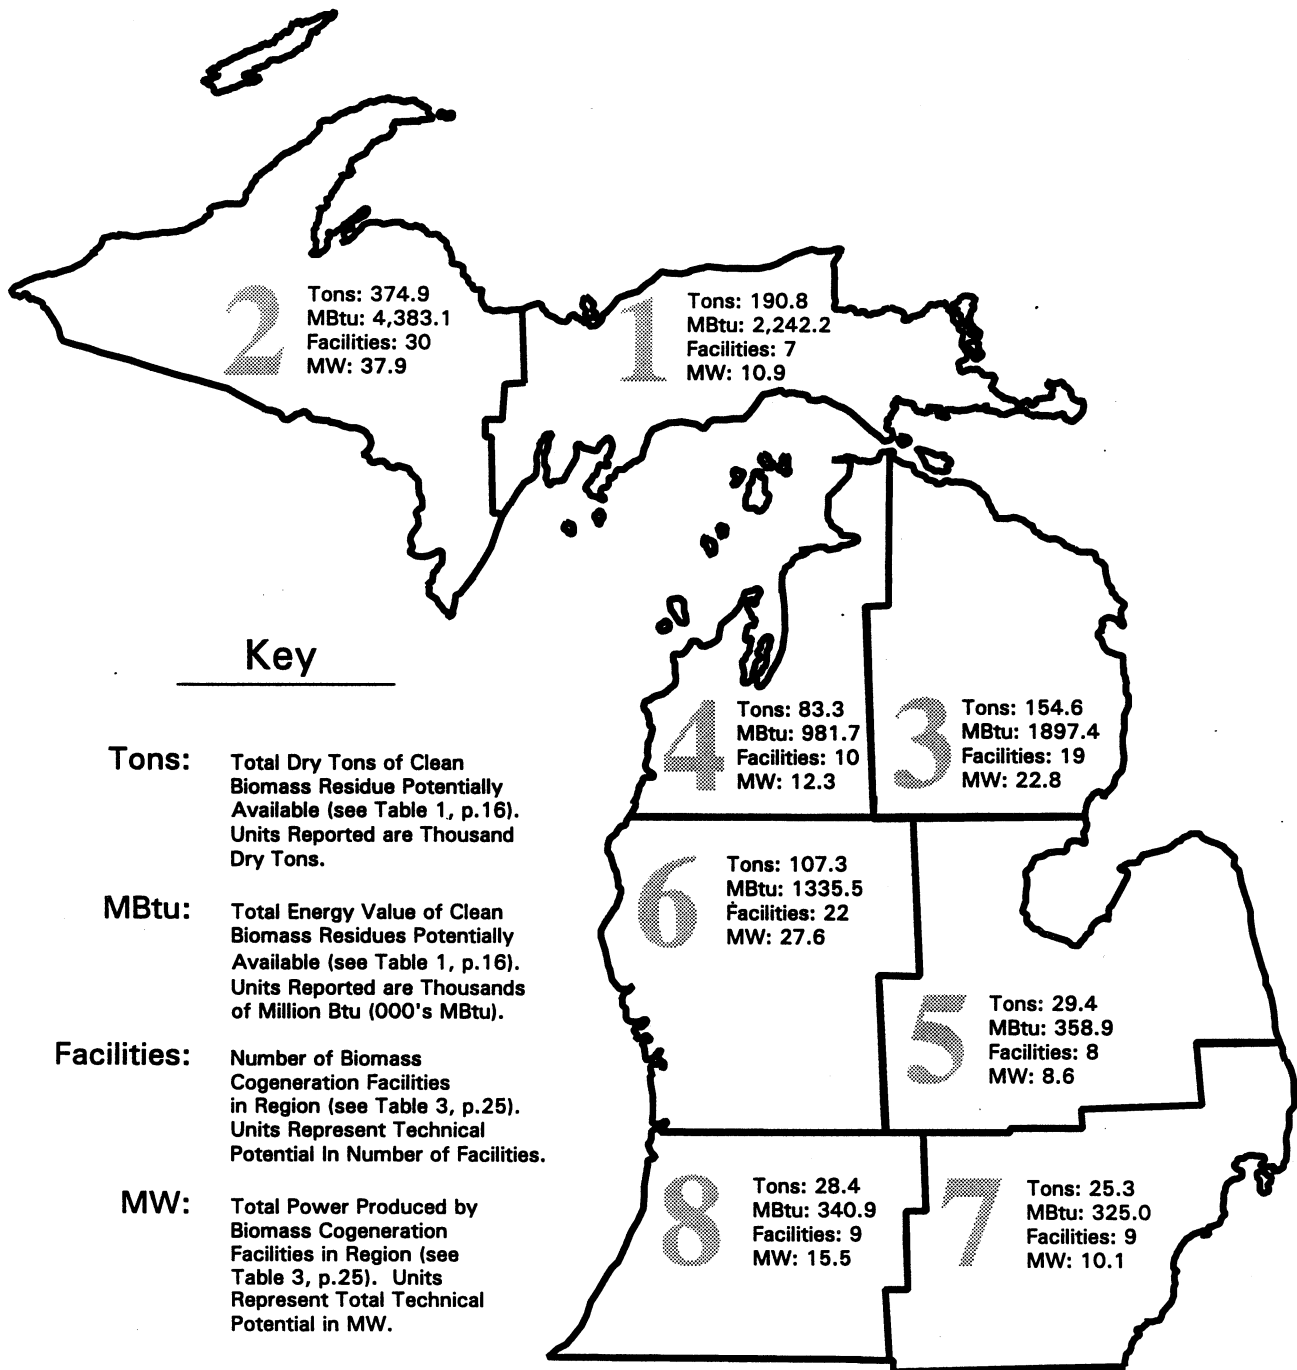 2
Tons: 374.9
MBtu: 4,383.1
Facilities: 30
MW: 37.9
1
Tons: 190.8
MBtu: 2,242.2
Facilities: 7
MW: 10.9
Key
4
Tons: 83.3
MBtu: 981.7
Facilities: 10
MW: 12.3
3
Tons: 154.6
MBtu: 1897.4
Facilities: 19
MW: 22.8
Tons: Total Dry Tons of Clean
Biomass Residue Potentially
Available (see Table 1, p.16).
Units Reported are Thousand
Dry Tons.
6
Tons: 107.3
MBtu: 1335.5
Facilities: 22
MW: 27.6
MBtu: Total Energy Value of Clean
Biomass Residues Potentially
Available (see Table 1, p.16).
Units Reported are Thousands
of Million Btu (000's MBtu).
5
Tons: 29.4
MBtu: 358.9
Facilities: 8
MW: 8.6
Facilities: Number of Biomass
Cogeneration Facilities
in Region (see Table 3, p.25).
Units Represent Technical
Potential In Number of Facilities.
MW: Total Power Produced by
Biomass Cogeneration
Facilities in Region (see
Table 3, p.25). Units
Represent Total Technical
Potential in MW.
8
Tons: 28.4
MBtu: 340.9
Facilities: 9
MW: 15.5
7
Tons: 25.3
MBtu: 325.0
Facilities: 9
MW: 10.1